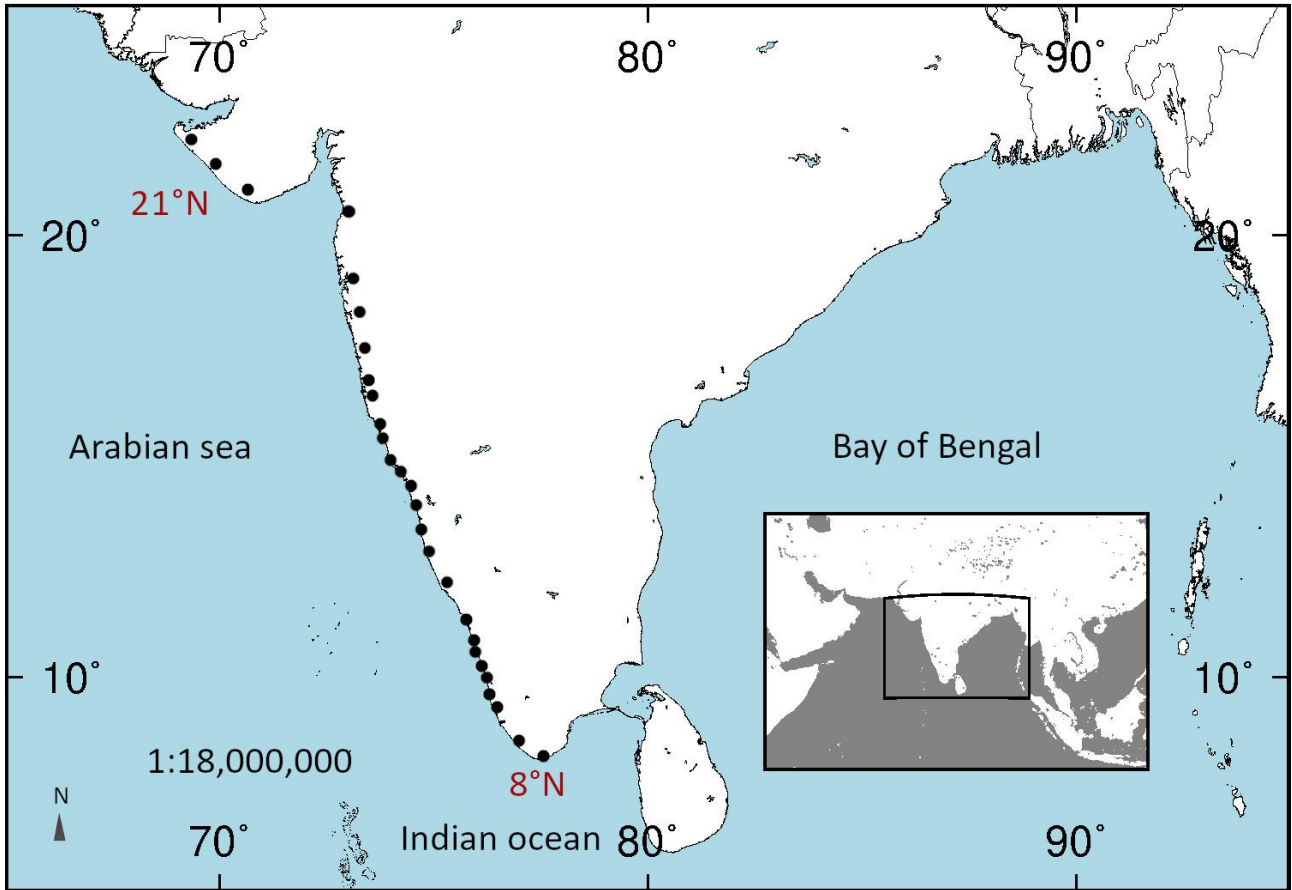 70˚ 80˚ 90˚
21°N
20˚ 20˚
Arabian sea Bay of Bengal
10˚ 10˚
1:18,000,000
8°N
N
70˚ Indian ocean 80˚ 90˚